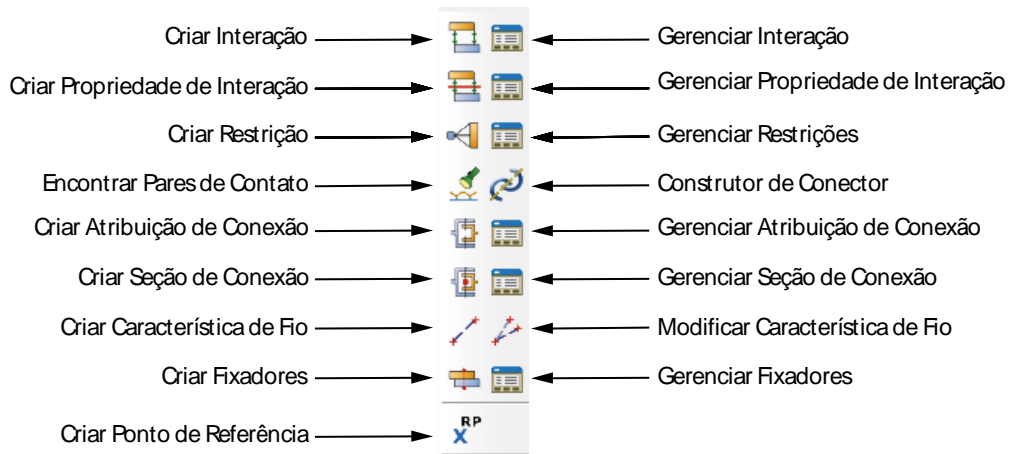 Criar Interação
Gerenciar Interação
Criar Propriedade de Interação
Gerenciar Propriedade de Interação
Criar Restrição
Gerenciar Restrições
Encontrar Pares de Contato
Construtor de Conector
Criar Atribuição de Conexão
Gerenciar Atribuição de Conexão
Criar Seção de Conexão
Gerenciar Seção de Conexão
Criar Característica de Fio
Modificar Característica de Fio
Criar Fixadores
Gerenciar Fixadores
Criar Ponto de Referência
RP
X